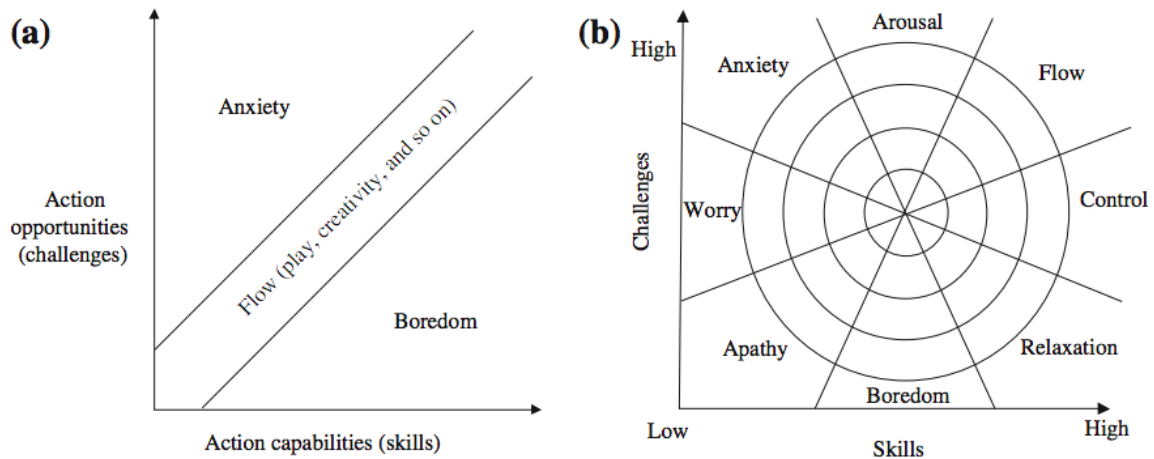 (a)
Anxiety
Flow (play, creativity, and so on)
Action
opportunities
(challenges)
Boredom
Action capabilities (skills)
(b)
High
Arousal
Anxiety
Flow
Challenges
Worry
Control
Apathy
Relaxation
Boredom
Low
High
Skills